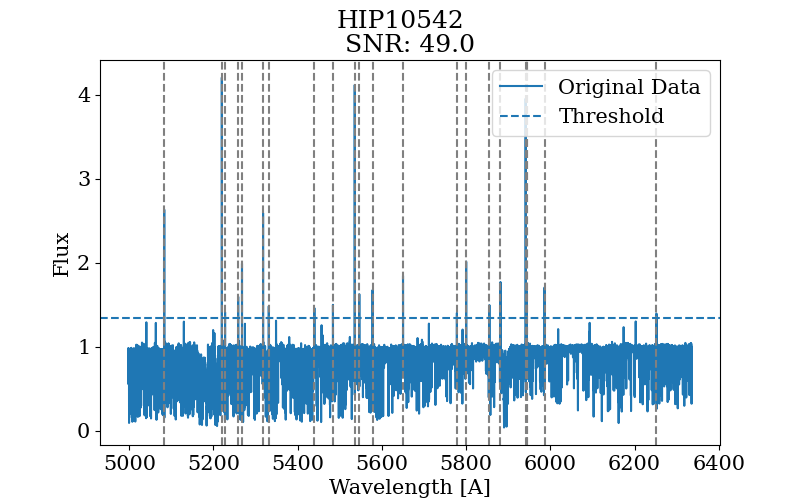 HIP10542
SNR: 49.0
Original Data
Threshold
Flux
4
3
2
1
0
5000 5200 5400 5600 5800 6000 6200 6400
Wavelength [A]